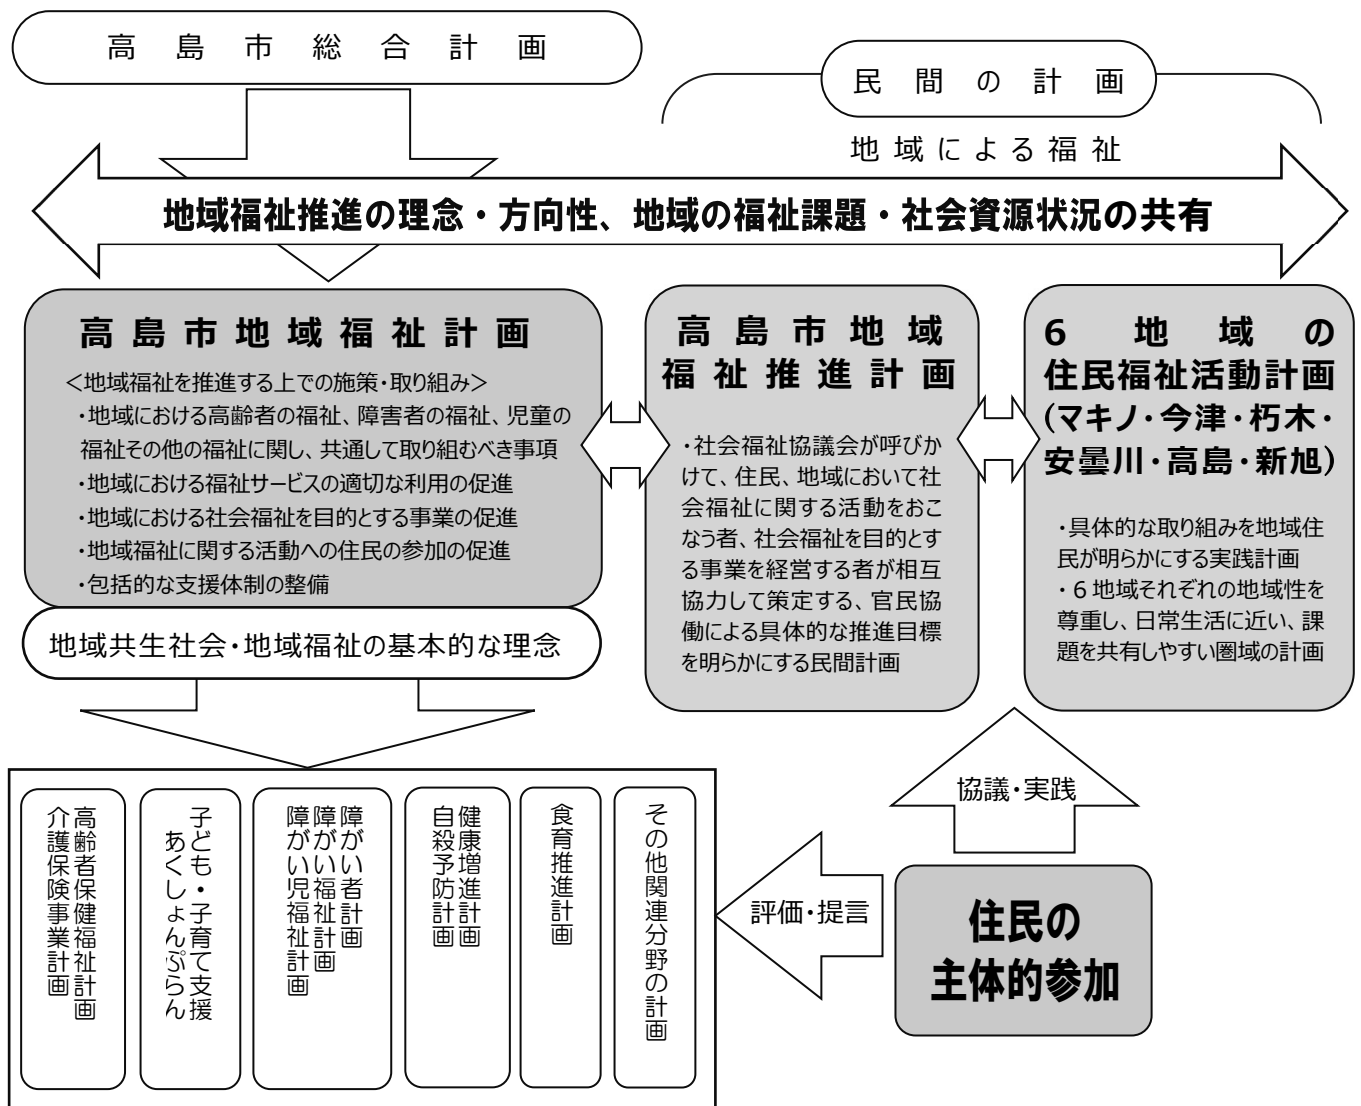 高島市総合計画
民間の計画
地域による福祉
地域福祉推進の理念・方向性、地域の福祉課題・社会資源状況の共有
高島市地域福祉計画
＜地域福祉を推進する上での施策・取り組み＞
・地域における高齢者の福祉、障害者の福祉、児童の
福祉その他の福祉に関し、共通して取り組むべき事項
・地域における福祉サービスの適切な利用の促進
・地域における社会福祉を目的とする事業の促進
・地域福祉に関する活動への住民の参加の促進
・包括的な支援体制の整備
地域共生社会・地域福祉の基本的な理念
高島市地域
福祉推進計画
・社会福祉協議会が呼びか
けて、住民、地域において社
会福祉に関する活動をおこ
なう者、社会福祉を目的とす
る事業を経営する者が相互
協力して策定する、官民協
働による具体的な推進目標
を明らかにする民間計画
6地域の
住民福祉活動計画
(マキノ・今津・朽木・
安曇川・高島・新旭)
・具体的な取り組みを地域住
民が明らかにする実践計画
・6地域それぞれの地域性を
尊重し、日常生活に近い、課
題を共有しやすい圏域の計画
高齢者保健福祉計画
介護保険事業計画
子ども・子育て支援
あくしょんぷらん
障がい者計画
障がい福祉計画
障がい児福祉計画
健康増進計画
自殺予防計画
食育推進計画
その他関連分野の計画
協議・実践
評価・提言
住民の
主体的参加